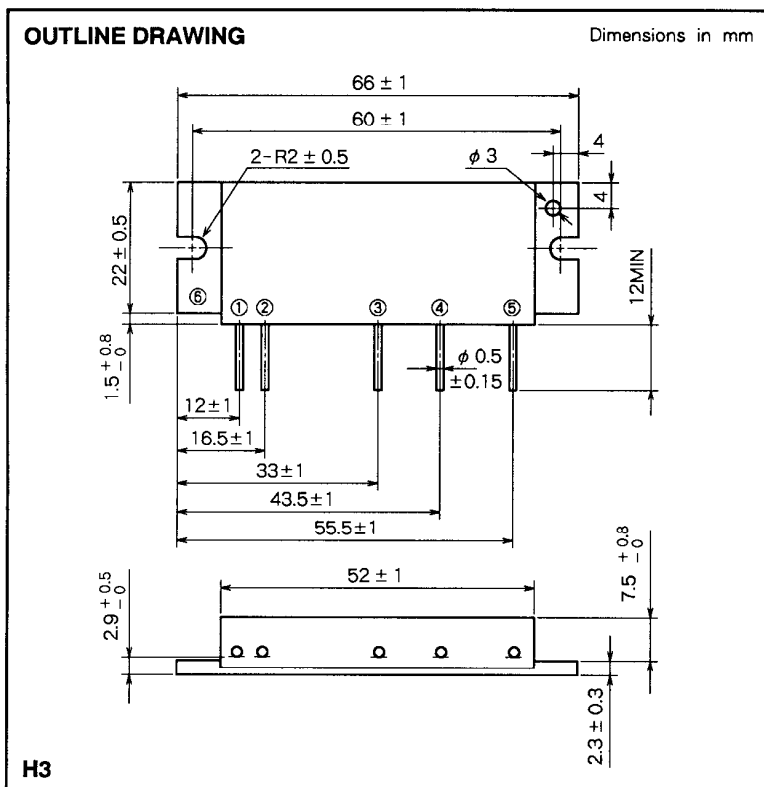 OUTLINE DRAWING
Dimensions in mm
66 ± 1
60 ± 1
4
2-R2 ± 0.5
φ 3
4
22 ± 0.5
12MIN
⑥
① ② ③ ④ ⑤
1.5 +0.8 -0
φ 0.5
±0.15
12±1
16.5±1
33±1
43.5±1
55.5±1
52 ± 1
2.9 +0.5 -0
7.5 +0.8 -0
2.3 ± 0.3
H3